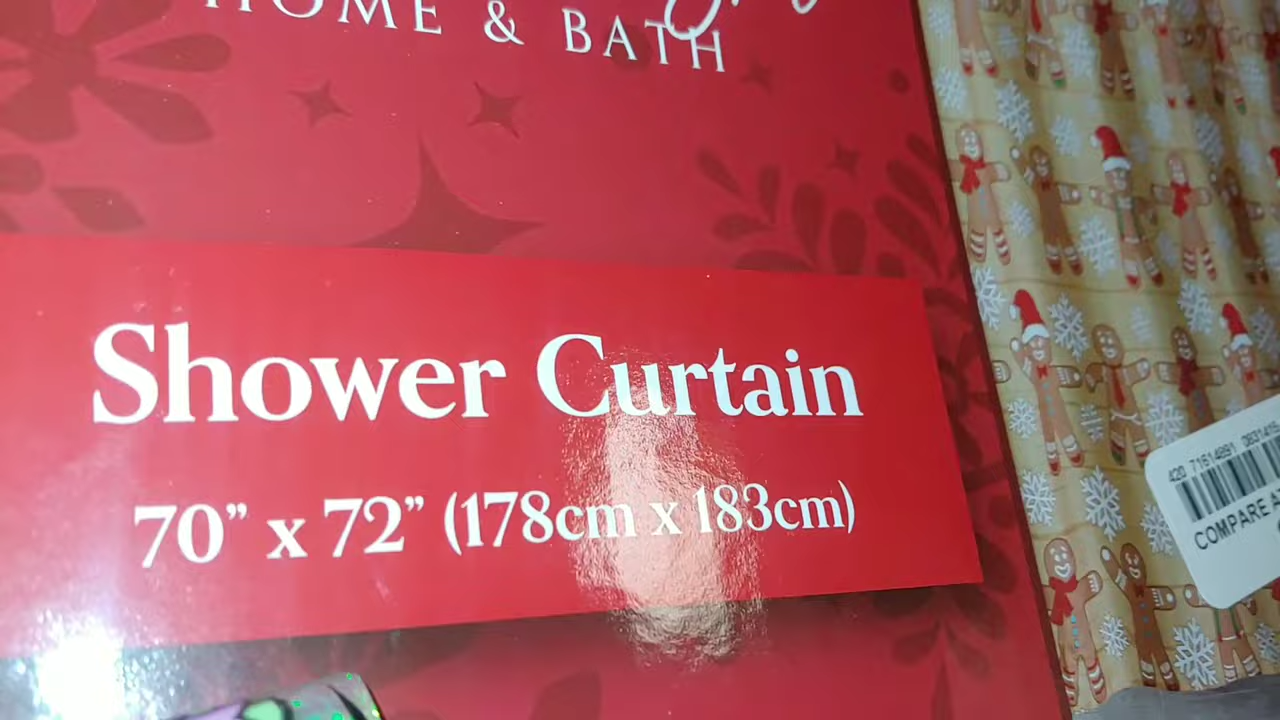 HOME & BATH
Shower Curtain
70" x 72" (178cm x 183cm)
COMPARE